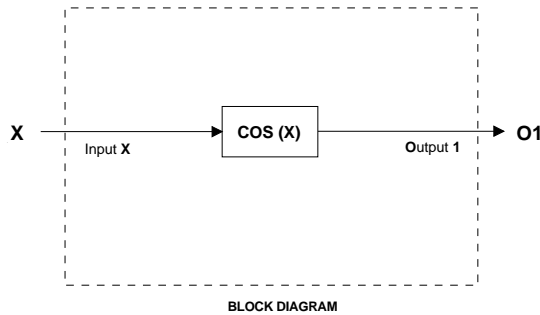 X
Input X
COS (X)
Output 1
O1
BLOCK DIAGRAM